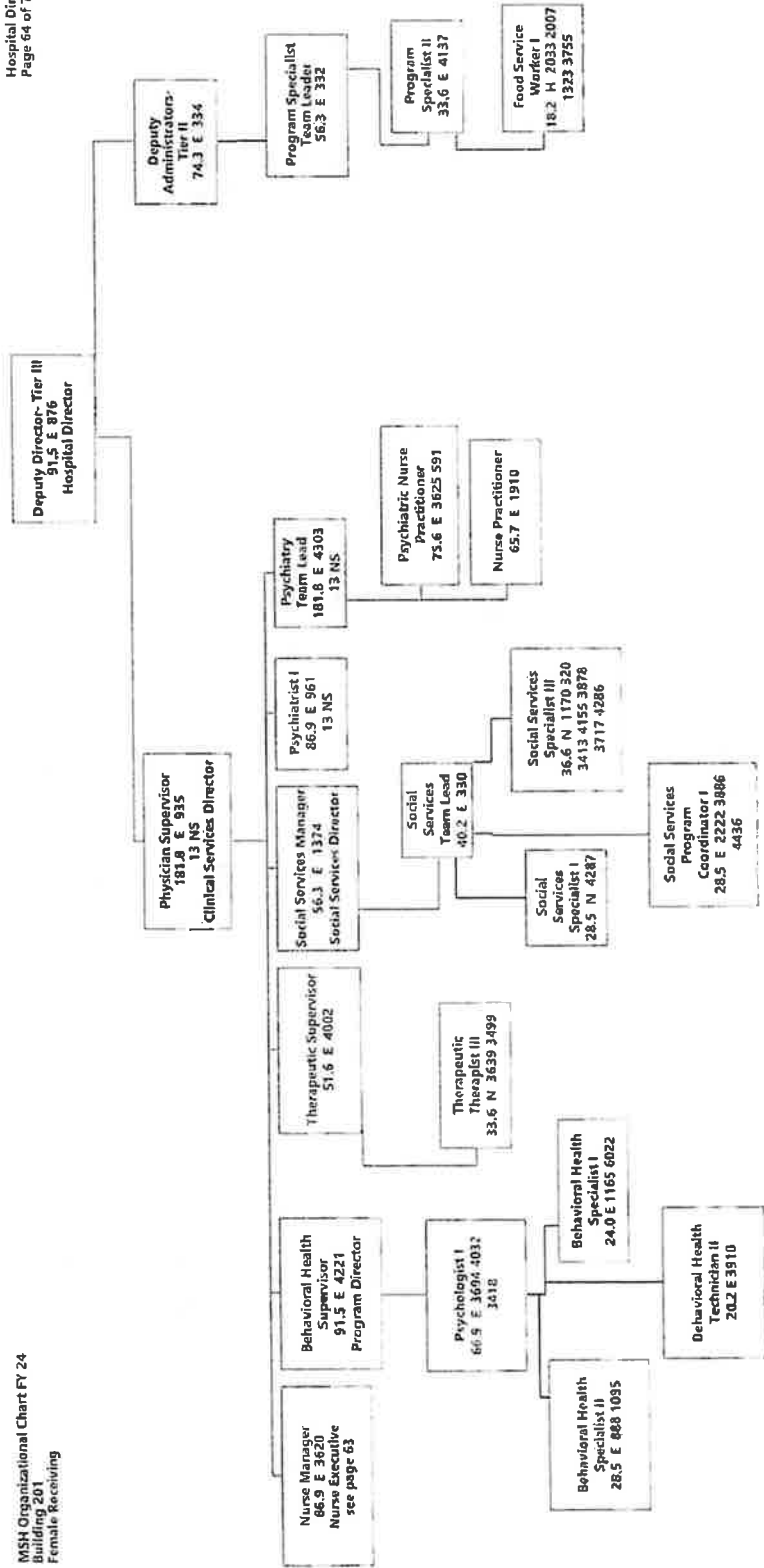 MSH Organizational Chart FY 24
Building 201
Female Receiving
Hospital
Page 64 of
Deputy Director- Tier III
91.5 E 876
Hospital Director
Physician Supervisor
181.8 E 935
13 NS
Clinical Services Director
Deputy
Administrators-
Tier II
74.3 E 334
Program Specialist
Team Leader
56.3 E 332
Program
Specialist II
33.6 E 4137
Food Service
Worker I
18.2 H 2033 2007
1323 3755
Nurse Manager
86.9 E 3620
Nurse Executive
see page 63
Behavioral Health
Supervisor
91.5 E 4221
Program Director
Therapeutic Supervisor
51.6 E 4002
Social Services Manager
56.3 E 1374
Social Services Director
Psychiatrist I
86.9 E 961
13 NS
Psychiatry
Team Lead
181.8 E 4303
13 NS
Psychologist I
66.9 E 3694 4032
3418
Therapeutic
Therapist III
33.6 N 3639 3499
Social
Services
Team Lead
40.2 E 330
Psychiatric Nurse
Practitioner
75.6 E 3625 591
Nurse Practitioner
65.7 E 1910
Behavioral Health
Specialist II
28.5 E 888 1095
Behavioral Health
Specialist I
24.0 E 1165 6022
Behavioral Health
Technician II
20.2 E 3910
Social
Services
Specialist I
28.5 N 4287
Social Services
Specialist III
36.6 N 1170 320
3413 4155 3878
3717 4286
Social Services
Program
Coordinator I
28.5 E 2222 3886
4436